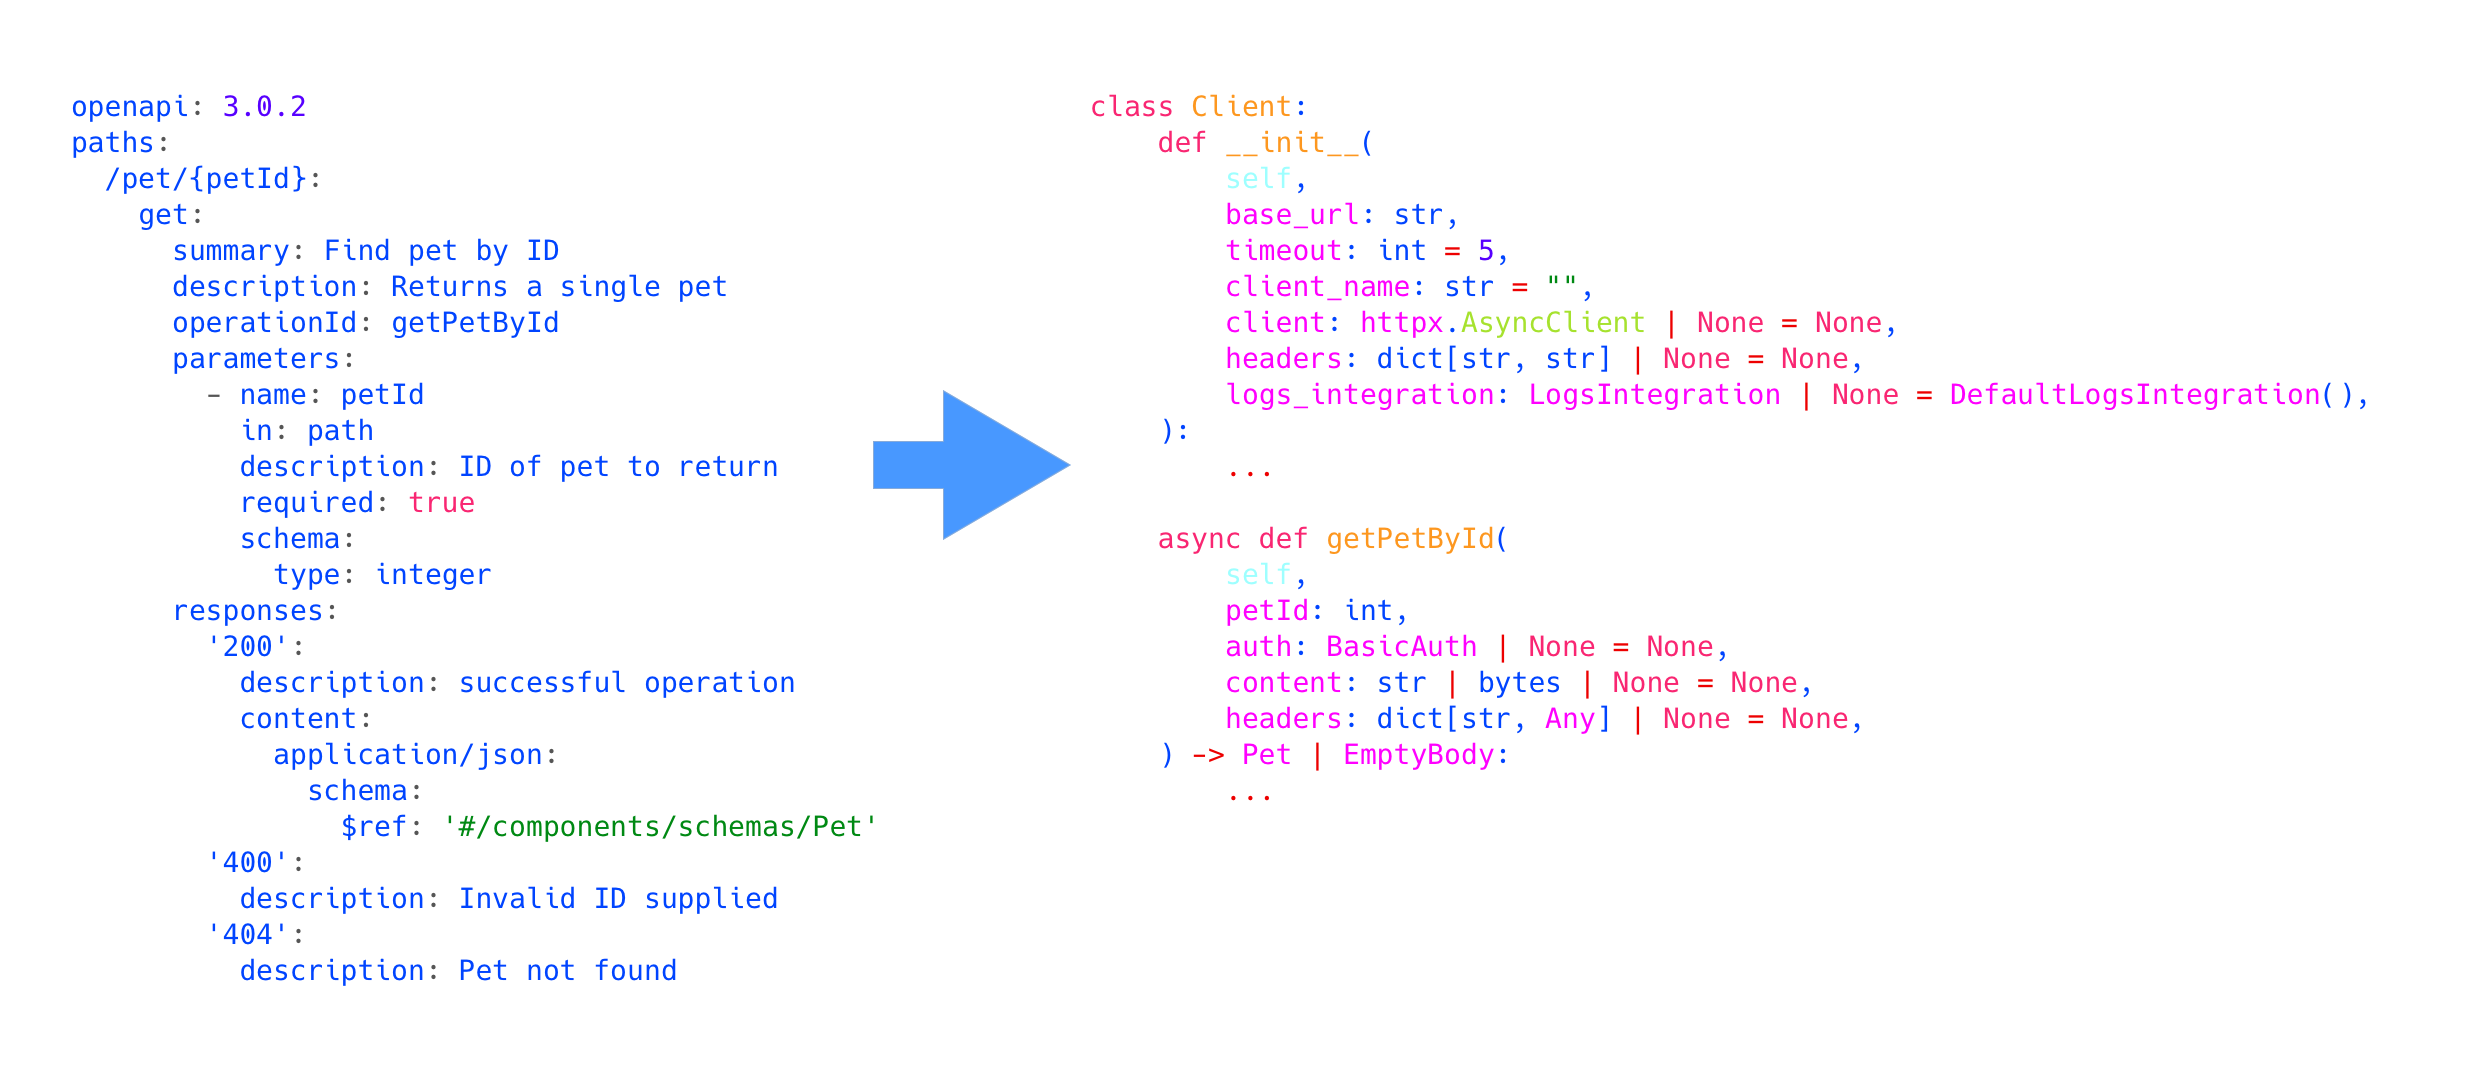 openapi: 3.0.2
paths:
  /pet/{petId}:
    get:
      summary: Find pet by ID
      description: Returns a single pet
      operationId: getPetById
      parameters:
        - name: petId
          in: path
          description: ID of pet to return
          required: true
          schema:
            type: integer
      responses:
        '200':
          description: successful operation
          content:
            application/json:
              schema:
                $ref: '#/components/schemas/Pet'
        '400':
          description: Invalid ID supplied
        '404':
          description: Pet not found
class Client:
    def __init__(
        self,
        base_url: str,
        timeout: int = 5,
        client_name: str = "",
        client: httpx.AsyncClient | None = None,
        headers: dict[str, str] | None = None,
        logs_integration: LogsIntegration | None = DefaultLogsIntegration(),
    ):
        ...

    async def getPetById(
        self,
        petId: int,
        auth: BasicAuth | None = None,
        content: str | bytes | None = None,
        headers: dict[str, Any] | None = None,
    ) -> Pet | EmptyBody:
        ...